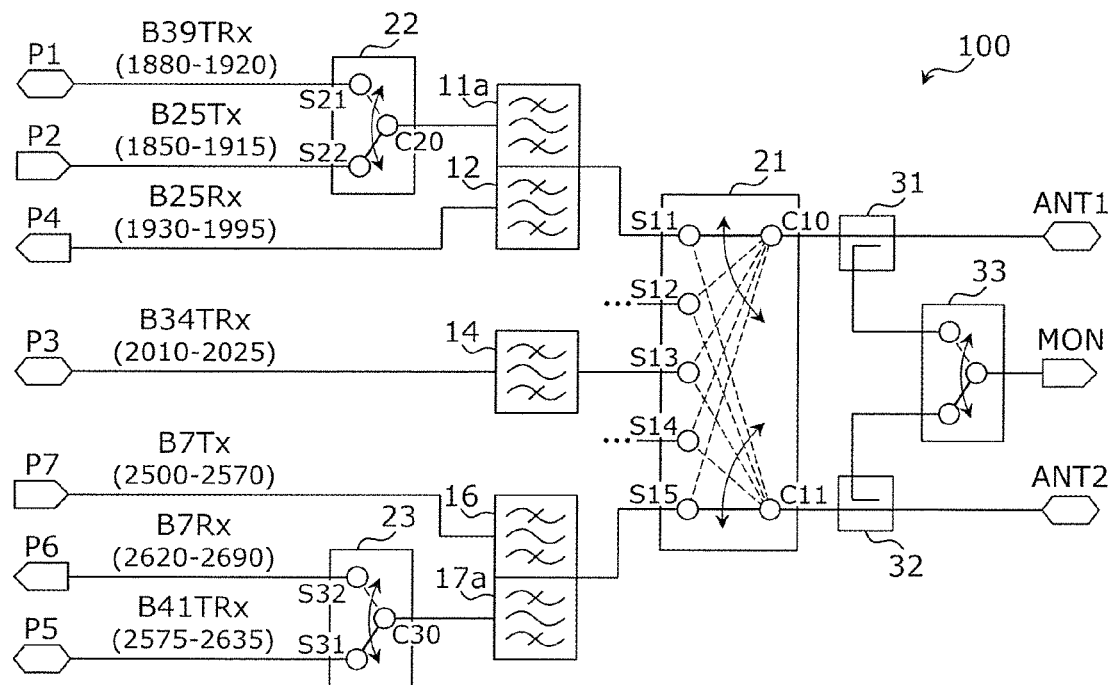 100
P1
B39TRx
(1880-1920)
22
S21
C20
S22
P2
B25Tx
(1850-1915)
P4
B25Rx
(1930-1995)
11a
12
21
S11
C10
S12
S13
S14
S15
C11
31
ANT1
33
MON
ANT2
32
P3
B34TRx
(2010-2025)
14
...
...
P7
B7Tx
(2500-2570)
16
P6
B7Rx
(2620-2690)
23
17a
S32
C30
S31
P5
B41TRx
(2575-2635)